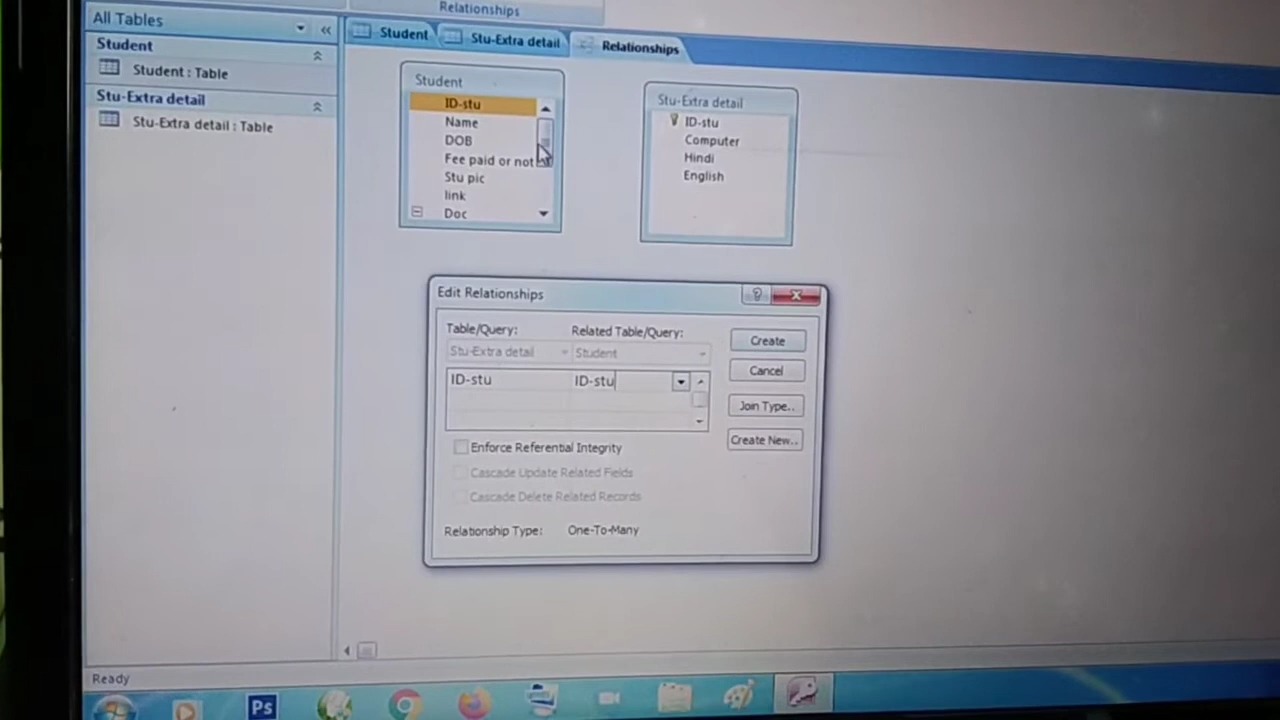 Relationships
All Tables
Student
Student : Table
Stu-Extra detail
Stu-Extra detail : Table
Student
Stu-Extra detail
Relationships
Student
ID-stu
Name
DOB
Fee paid or not
Stu pic
link
Doc
Stu-Extra detail
ID-stu
Computer
Hindi
English
Edit Relationships
Table/Query:
Related Table/Query:
Stu-Extra detail
Student
ID-stu
ID-stu
Enforce Referential Integrity
Cascade Update Related Fields
Cascade Delete Related Records
Relationship Type:
One-To-Many
Create
Cancel
Join Type..
Create New..
Ready
Ps